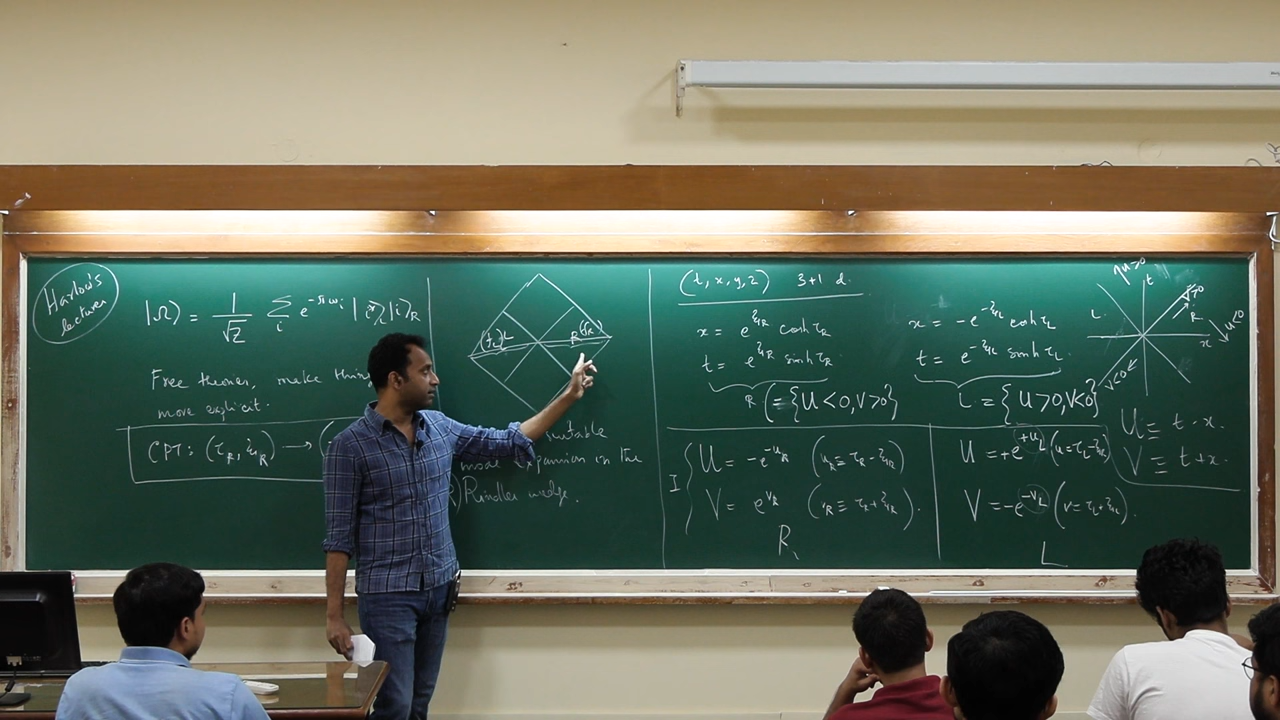 Harlow's
lectures
|Ω⟩ = 1/√Z Σ_i e^{-πω_i} |i*⟩_L |i⟩_R
Free theories, make thing
more explicit.
CPT: (τ_R, ξ_R) → (
(f_L) L R (f_R)
suitable
mode expansion in the
Rindler wedge.
(t, x, y, z) 3+1 d.
x = e^{ξ_R} cosh τ_R
t = e^{ξ_R} sinh τ_R
R (= {U<0, V>0}
x = -e^{-ξ_L} cosh τ_L
t = e^{-ξ_L} sinh τ_L.
L = {U>0, V<0}
U>0
t
V>0
L
R
x
U<0
V<0
U ≡ t - x.
V ≡ t + x.
I { U = -e^{-u_R} (u_R ≡ τ_R - ξ_R)
V = e^{v_R} (v_R ≡ τ_R + ξ_R).
R
U = +e^{+u_L} (u = τ_L - ξ_L)
V = -e^{-v_L} (v = τ_L + ξ_L).
L